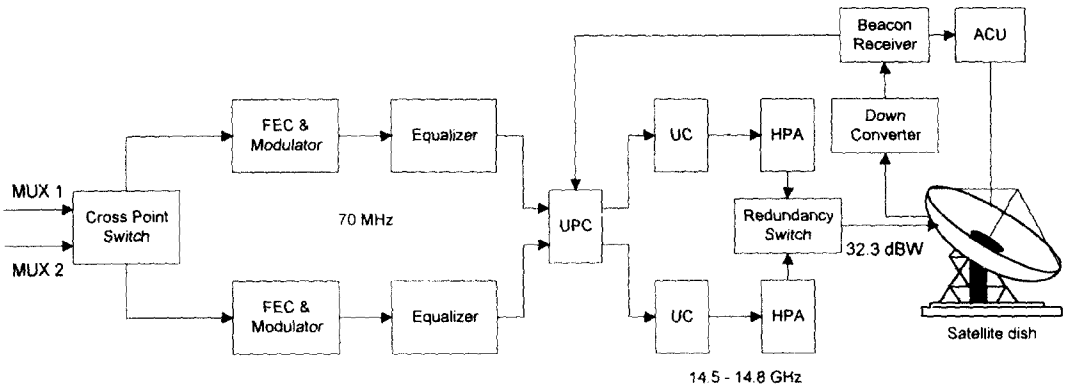 Beacon
Receiver
ACU
FEC &
Modulator
Equalizer
UC
HPA
Down
Converter
MUX 1
Cross Point
Switch
70 MHz
UPC
Redundancy
Switch
32.3 dBW
MUX 2
FEC &
Modulator
Equalizer
UC
HPA
Satellite dish
14.5 - 14.8 GHz